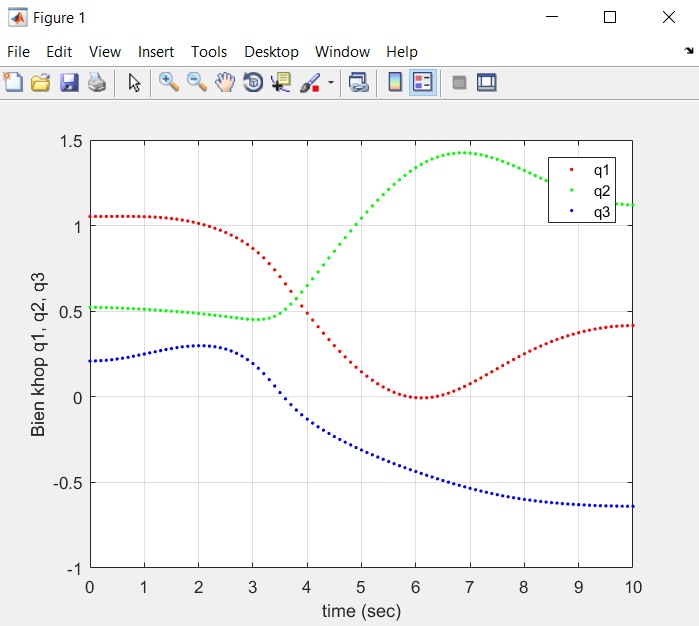 Figure 1
File Edit View Insert Tools Desktop Window Help
1.5
1
0.5
0
-0.5
-1
0 1 2 3 4 5 6 7 8 9 10
time (sec)
Bien khop q1, q2, q3
q1
q2
q3